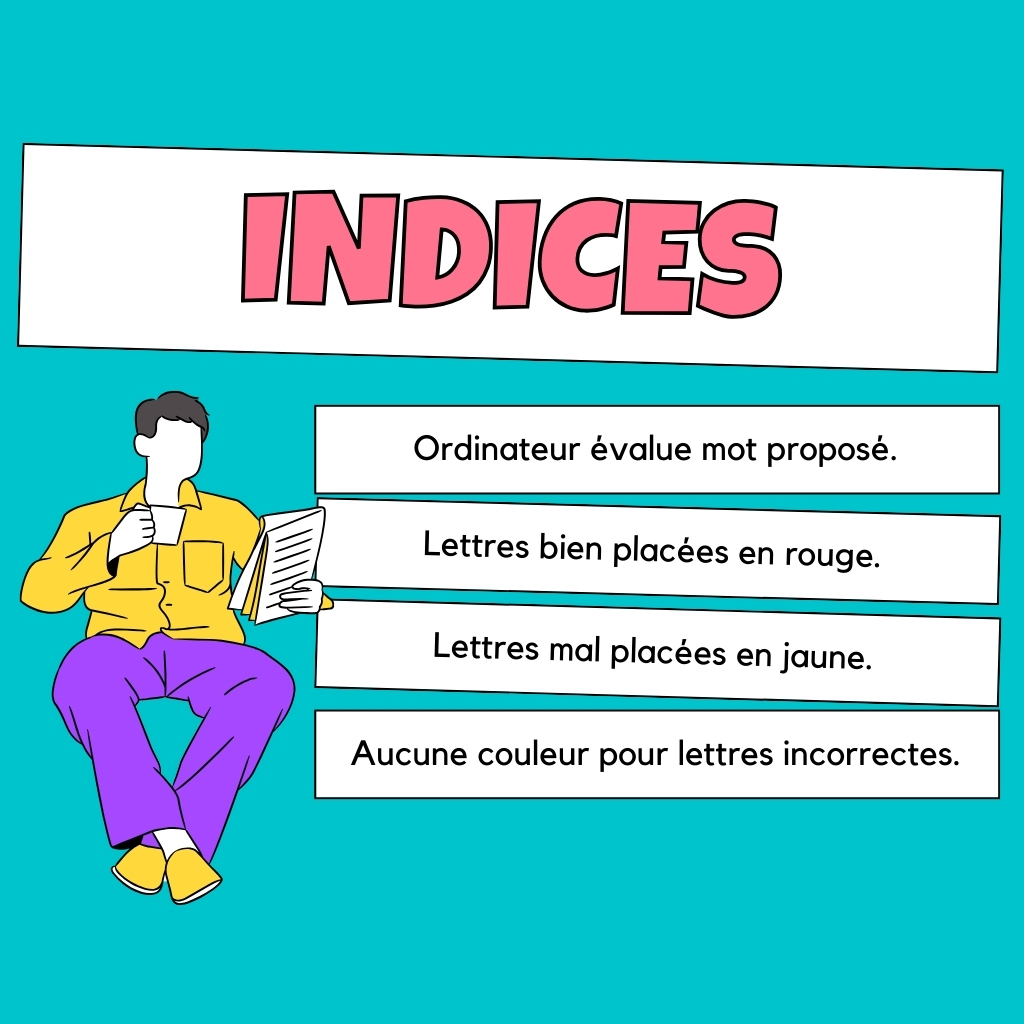 INDICES
Ordinateur évalue mot proposé.
Lettres bien placées en rouge.
Lettres mal placées en jaune.
Aucune couleur pour lettres incorrectes.